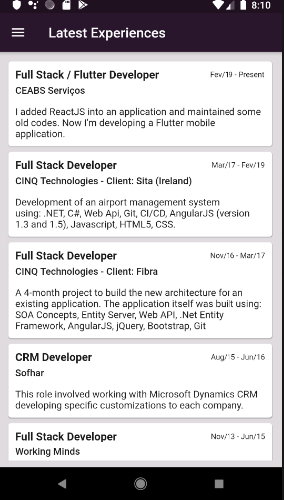 8:10
Latest Experiences
Full Stack / Flutter Developer
Fev/19 - Present
CEABS Serviços
I added ReactJS into an application and maintained some
old codes. Now I'm developing a Flutter mobile
application.
Full Stack Developer
Mar/17 - Fev/19
CINQ Technologies - Client: Sita (Ireland)
Development of an airport management system
using: .NET, C#, Web Api, Git, CI/CD, AngularJS (version
1.3 and 1.5), Javascript, HTML5, CSS.
Full Stack Developer
Nov/16 - Mar/17
CINQ Technologies - Client: Fibra
A 4-month project to build the new architecture for an
existing application. The application itself was built using:
SOA Concepts, Entity Server, Web API, .Net Entity
Framework, AngularJS, jQuery, Bootstrap, Git
CRM Developer
Aug/15 - Jun/16
Sofhar
This role involved working with Microsoft Dynamics CRM
developing specific customizations to each company.
Full Stack Developer
Nov/13 - Jun/15
Working Minds